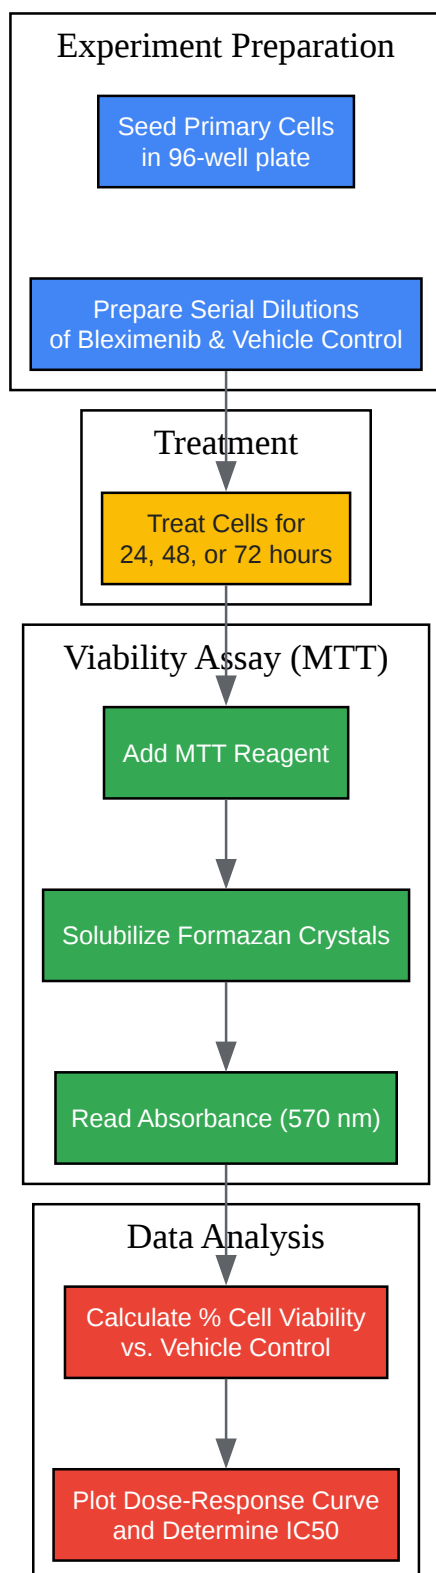 Experiment Preparation
Seed Primary Cells
in 96-well plate
Prepare Serial Dilutions
of Bleximenib & Vehicle Control
Treatment
Treat Cells for
24, 48, or 72 hours
Viability Assay (MTT)
Add MTT Reagent
Solubilize Formazan Crystals
Read Absorbance (570 nm)
Data Analysis
Calculate % Cell Viability
vs. Vehicle Control
Plot Dose-Response Curve
and Determine IC50